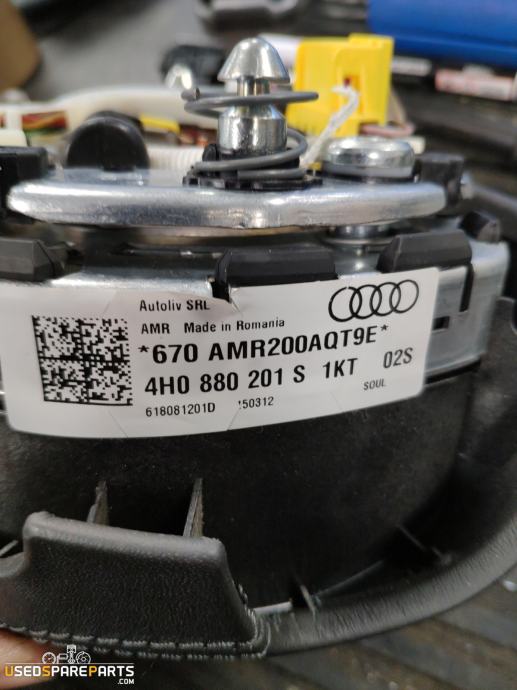 Autoliv SRL
AMR Made in Romania
*670 AMR200AQT9E*
4H0 880 201 S 1KT 02S
SOUL
618081201D 150312
USEDSPAREPARTS
.COM